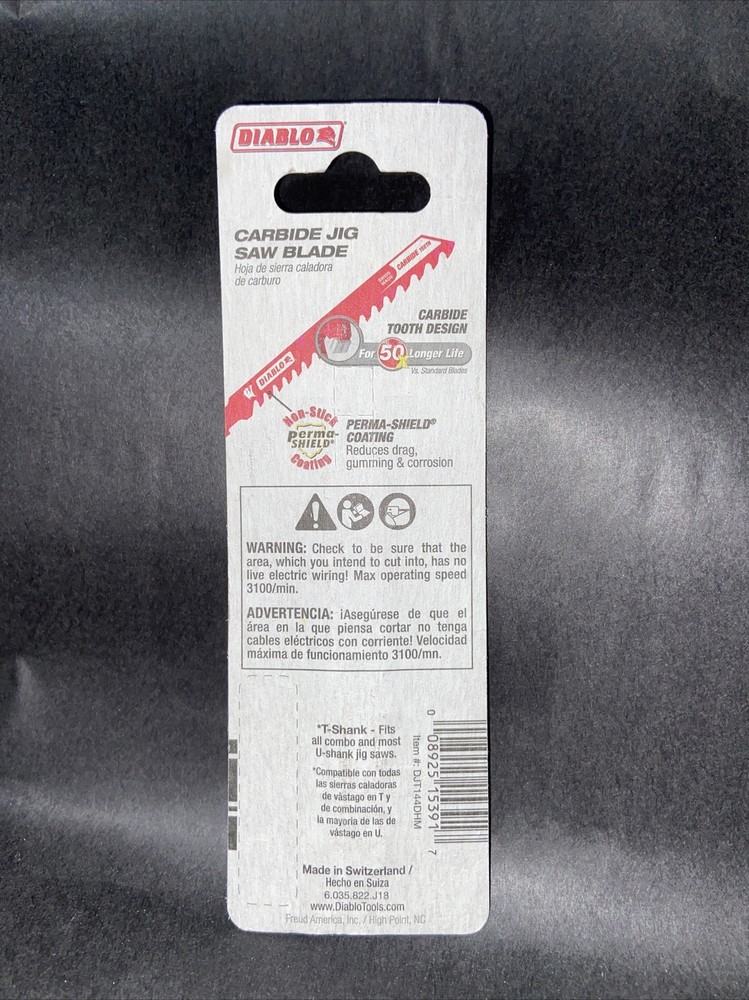 DIABLO
CARBIDE JIG
SAW BLADE
Hoja de sierra caladora
de carburo
SWISS MADE
CARBIDE TEETH
DIABLO
CARBIDE
TOOTH DESIGN
For 50x Longer Life
Vs. Standard Blades
Non-Stick
perma-
SHIELD®
Coating
PERMA-SHIELD®
COATING
Reduces drag,
gumming & corrosion
WARNING: Check to be sure that the
area, which you intend to cut into, has no
live electric wiring! Max operating speed
3100/min.
ADVERTENCIA: ¡Asegúrese de que el
área en la que piensa cortar no tenga
cables eléctricos con corriente! Velocidad
máxima de funcionamiento 3100/mn.
*T-Shank - Fits
all combo and most
U-shank jig saws.
*Compatible con todas
las sierras caladoras
de vástago en T y
de combinación, y
la mayoría de las de
vástago en U.
Item #: DJT144DHM
0 08925 15391 7
Made in Switzerland /
Hecho en Suiza
6.035.822.J18
www.DiabloTools.com
Freud America, Inc. / High Point, NC